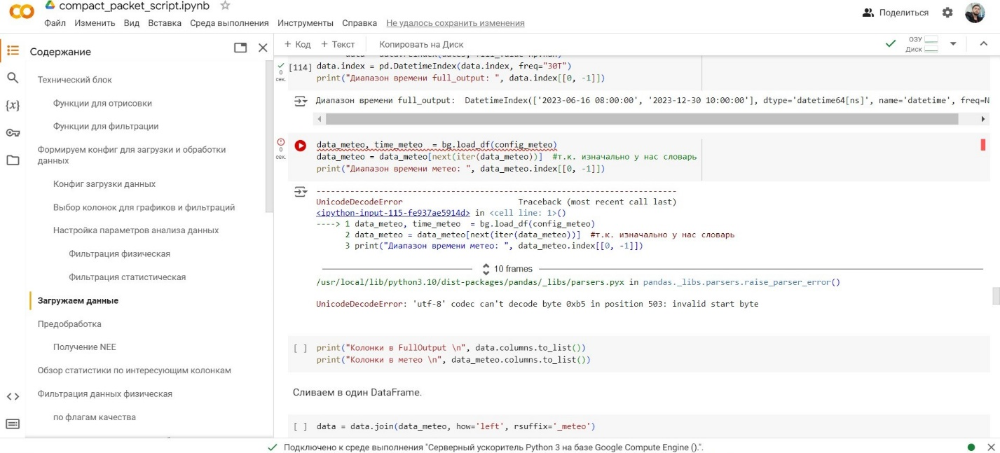 compact_packet_script.ipynb
Файл Изменить Вид Вставка Среда выполнения Инструменты Справка Не удалось сохранить изменения
Поделиться
Содержание
Технический блок
Функции для отрисовки
Функции для фильтрации
Формируем конфиг для загрузки и обработки
данных
Конфиг загрузки данных
Выбор колонок для графиков и фильтраций
Настройка параметров анализа данных
Фильтрация физическая
Фильтрация статистическая
Загружаем данные
Предобработка
Получение NEE
Обзор статистики по интересующим колонкам
Фильтрация данных физическая
по флагам качества
+ Код + Текст Копировать на Диск
ОЗУ
Диск
0
сек.
[114] data.index = pd.DatetimeIndex(data.index, freq="30T")
print("Диапазон времени full_output: ", data.index[[0, -1]])
Диапазон времени full_output:  DatetimeIndex(['2023-06-16 08:00:00', '2023-12-30 10:00:00'], dtype='datetime64[ns]', name='datetime', freq=N
0
сек.
data_meteo, time_meteo  = bg.load_df(config_meteo)
data_meteo = data_meteo[next(iter(data_meteo))]  #т.к. изначально у нас словарь
print("Диапазон времени метео: ", data_meteo.index[[0, -1]])
---------------------------------------------------------------------------
UnicodeDecodeError                        Traceback (most recent call last)
<ipython-input-115-fe937ae5914d> in <cell line: 1>()
----> 1 data_meteo, time_meteo  = bg.load_df(config_meteo)
2 data_meteo = data_meteo[next(iter(data_meteo))]  #т.к. изначально у нас словарь
3 print("Диапазон времени метео: ", data_meteo.index[[0, -1]])
10 frames
/usr/local/lib/python3.10/dist-packages/pandas/_libs/parsers.pyx in pandas._libs.parsers.raise_parser_error()
UnicodeDecodeError: 'utf-8' codec can't decode byte 0xb5 in position 503: invalid start byte
[ ] print("Колонки в FullOutput \n", data.columns.to_list())
print("Колонки в метео \n", data_meteo.columns.to_list())
Сливаем в один DataFrame.
[ ] data = data.join(data_meteo, how='left', rsuffix='_meteo')
Подключено к среде выполнения "Серверный ускоритель Python 3 на базе Google Compute Engine ().".